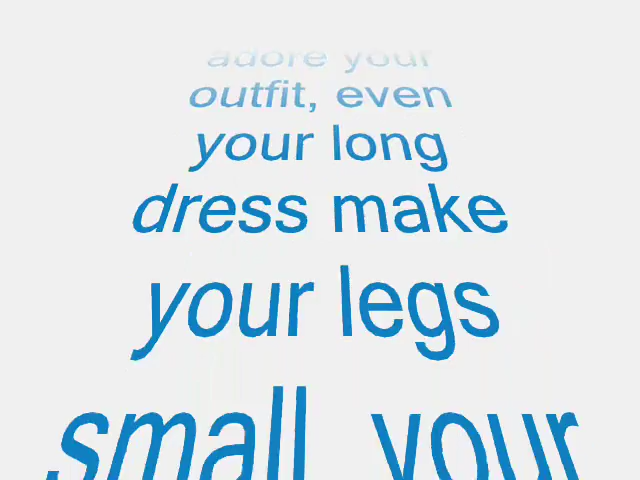 adore your
outfit, even
your long
dress make
your legs
small your